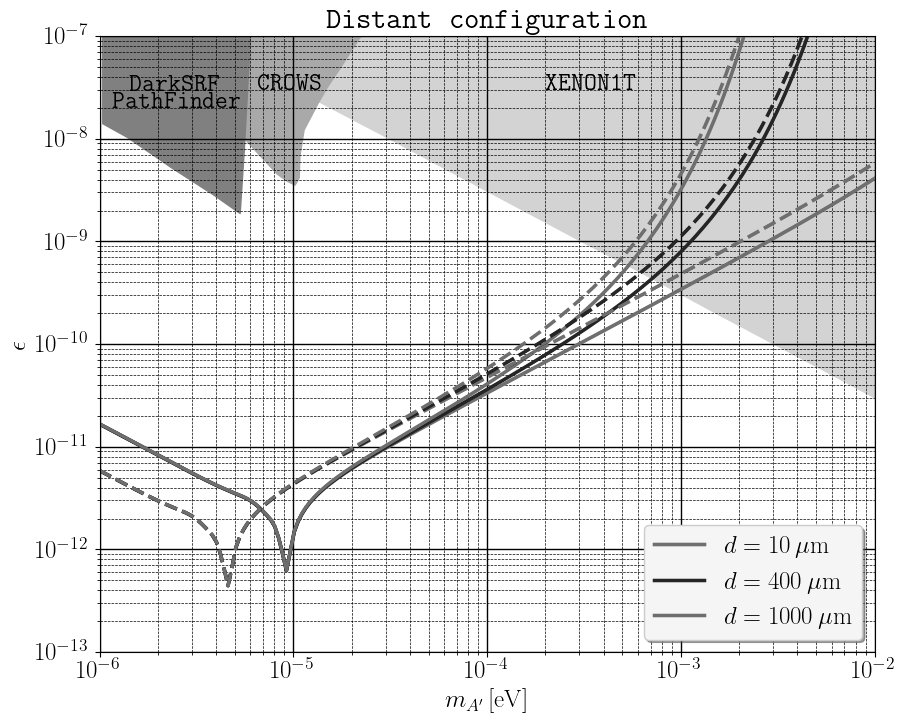 Distant configuration
10⁻⁷
10⁻⁸
10⁻⁹
10⁻¹⁰
10⁻¹¹
10⁻¹²
10⁻¹³
ϵ
DarkSRF
PathFinder
CROWS
XENON1T
d = 10 μm
d = 400 μm
d = 1000 μm
10⁻⁶ 10⁻⁵ 10⁻⁴ 10⁻³ 10⁻²
m_{A′} [eV]